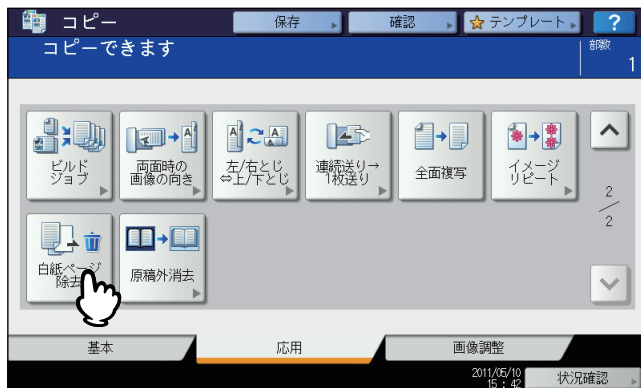 コピー
保存
確認
テンプレート
?
コピーできます
部数
1
ビルド
ジョブ
両面時の
画像の向き
左/右とじ
⇔上/下とじ
連続送り→
1枚送り
全面複写
イメージ
リピート
2
2
白紙ページ
除去
原稿外消去
基本
応用
画像調整
2011/05/10
15:42
状況確認